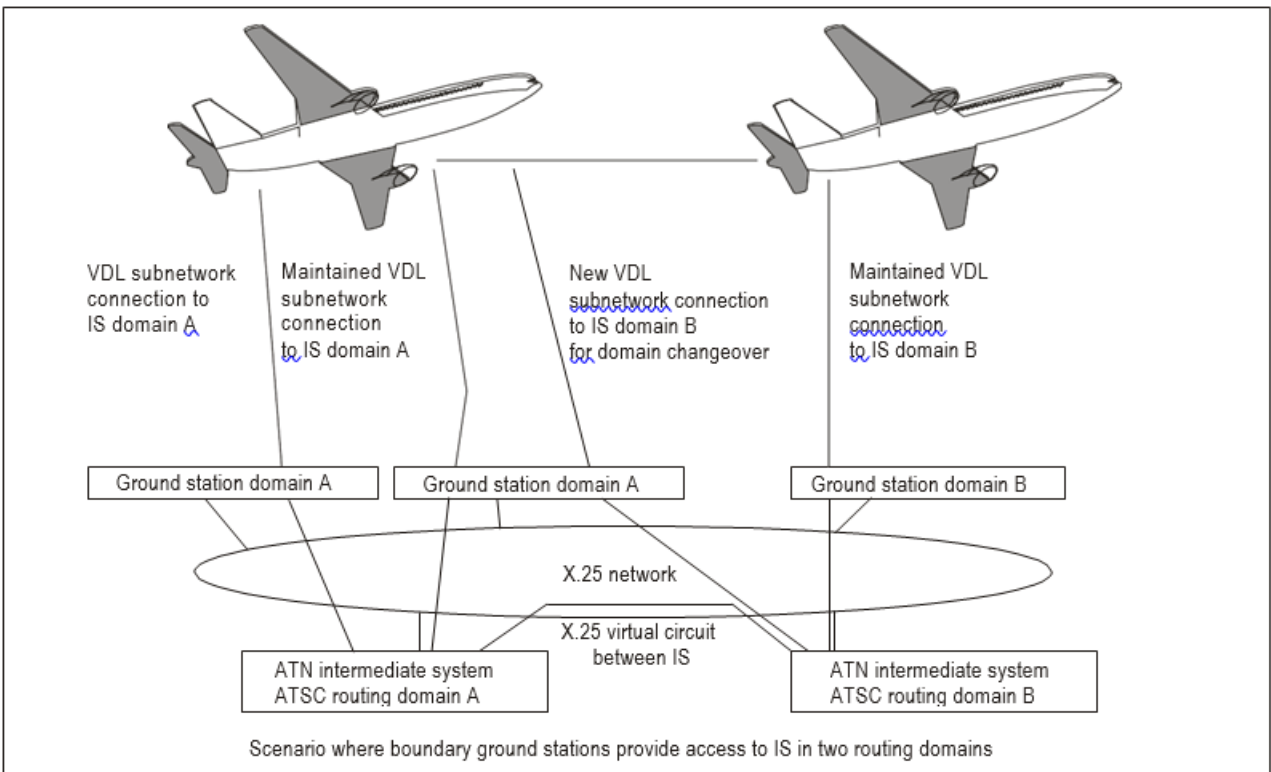 VDL subnetwork
connection to
IS domain A
Maintained VDL
subnetwork
connection
to IS domain A
New VDL
subnetwork connection
to IS domain B
for domain changeover
Maintained VDL
subnetwork
connection
to IS domain B
Ground station domain A
Ground station domain A
Ground station domain B
X.25 network
X.25 virtual circuit
between IS
ATN intermediate system
ATSC routing domain A
ATN intermediate system
ATSC routing domain B
Scenario where boundary ground stations provide access to IS in two routing domains